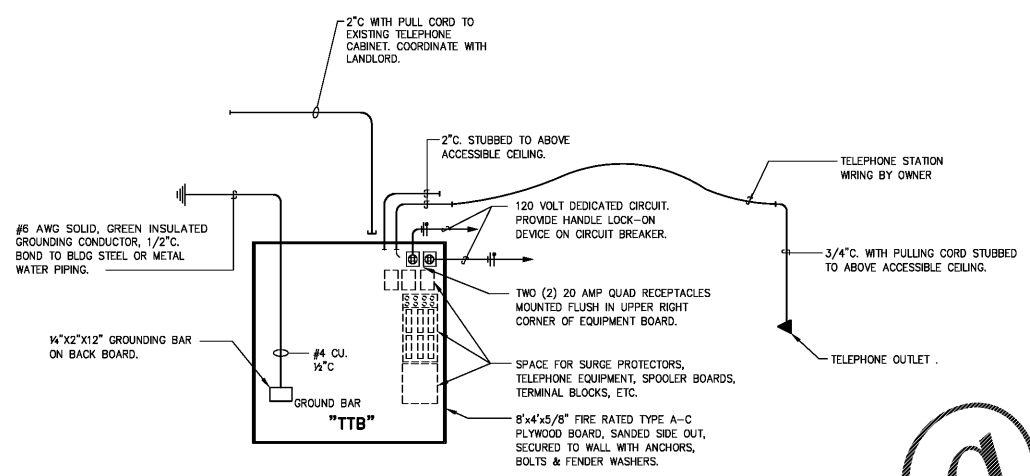 2"C WITH PULL CORD TO
EXISTING TELEPHONE
CABINET. COORDINATE WITH
LANDLORD.
2"C. STUBBED TO ABOVE
ACCESSIBLE CEILING.
TELEPHONE STATION
WIRING BY OWNER
120 VOLT DEDICATED CIRCUIT.
PROVIDE HANDLE LOCK-ON
DEVICE ON CIRCUIT BREAKER.
#6 AWG SOLID, GREEN INSULATED
GROUNDING CONDUCTOR, 1/2"C.
BOND TO BLDG STEEL OR METAL
WATER PIPING.
3/4"C. WITH PULLING CORD STUBBED
TO ABOVE ACCESSIBLE CEILING.
TWO (2) 20 AMP QUAD RECEPTACLES
MOUNTED FLUSH IN UPPER RIGHT
CORNER OF EQUIPMENT BOARD.
¼"X2"X12" GROUNDING BAR
ON BACK BOARD.
#4 CU.
½"C
TELEPHONE OUTLET .
SPACE FOR SURGE PROTECTORS,
TELEPHONE EQUIPMENT, SPOOLER BOARDS,
TERMINAL BLOCKS, ETC.
GROUND BAR
"TTB"
8'x4'x5/8" FIRE RATED TYPE A-C
PLYWOOD BOARD, SANDED SIDE OUT,
SECURED TO WALL WITH ANCHORS,
BOLTS & FENDER WASHERS.